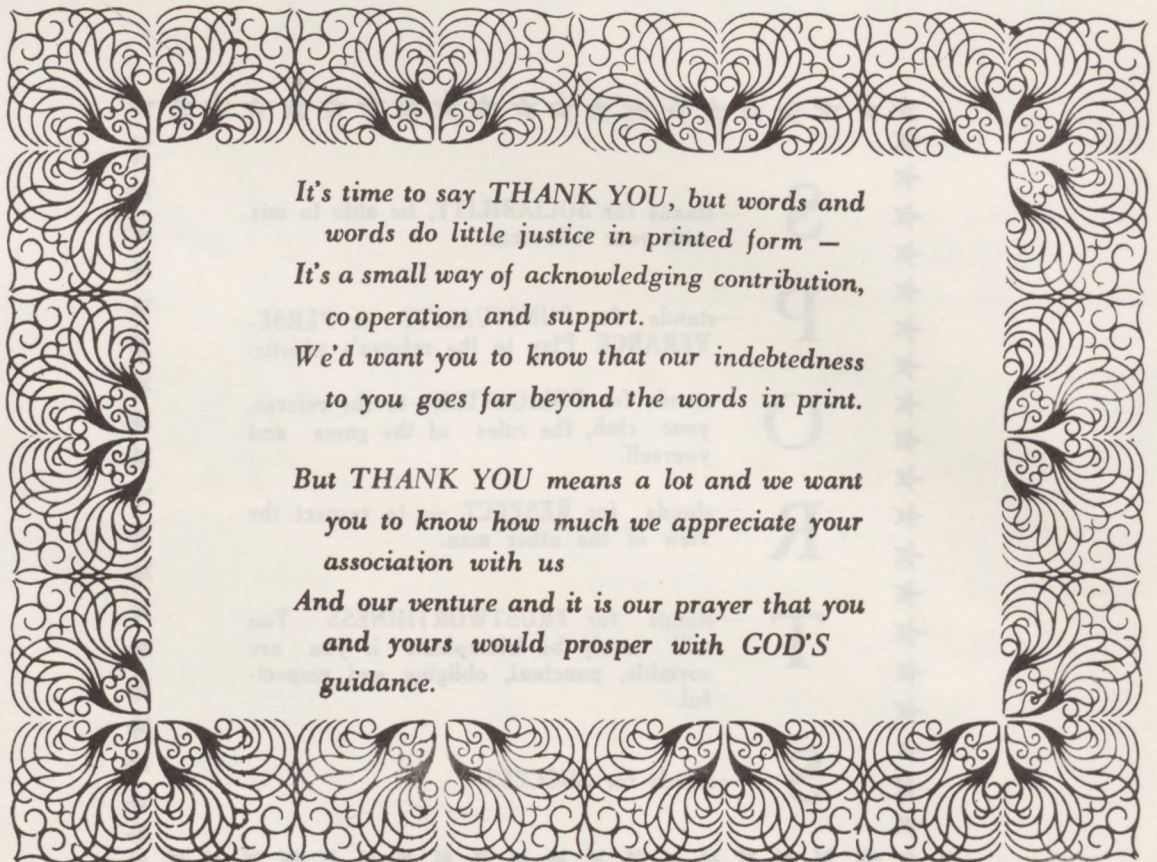 It's time to say THANK YOU, but words and
words do little justice in printed form —
It's a small way of acknowledging contribution,
co operation and support.
We'd want you to know that our indebtedness
to you goes far beyond the words in print.
But THANK YOU means a lot and we want
you to know how much we appreciate your
association with us
And our venture and it is our prayer that you
and yours would prosper with GOD'S
guidance.